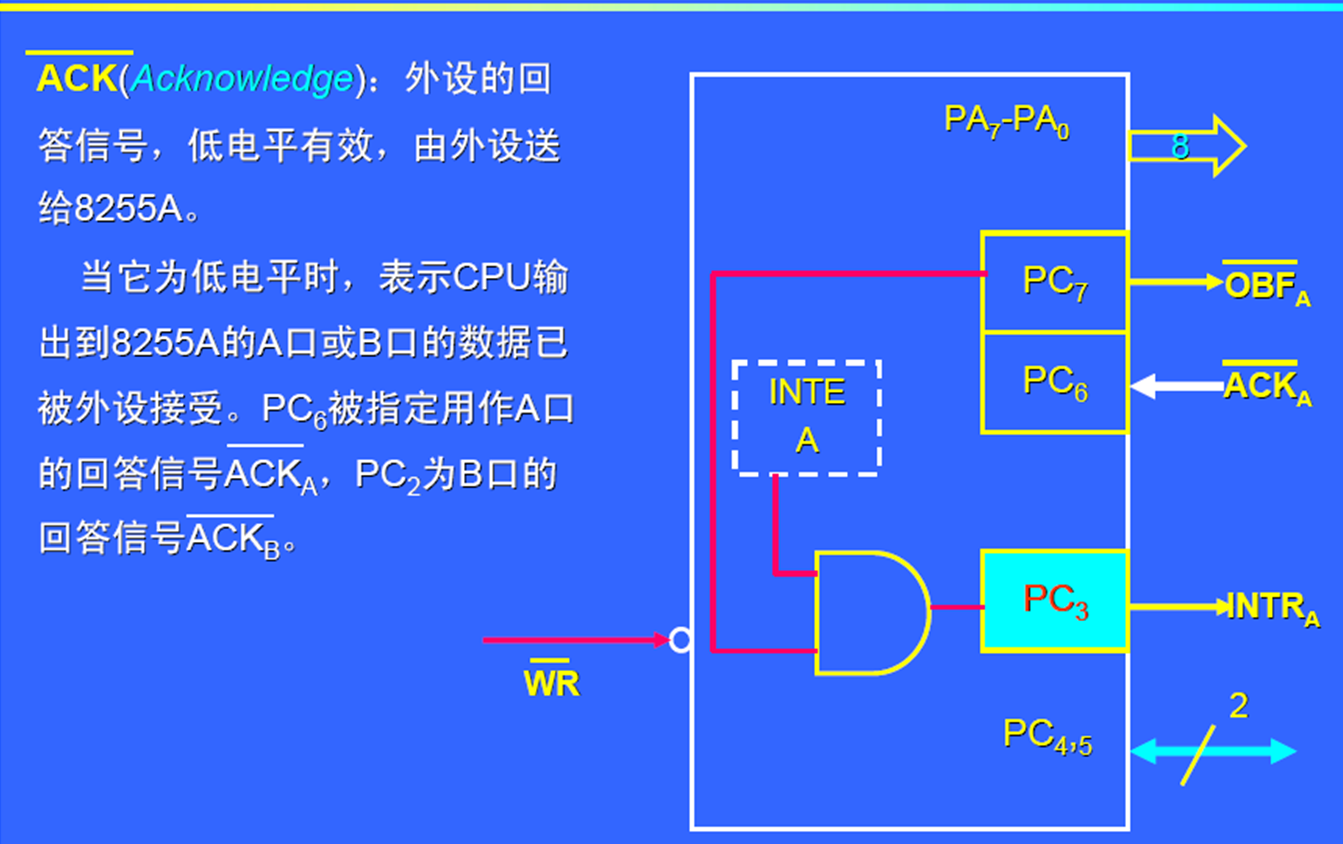 ACK(Acknowledge)：外设的回
答信号，低电平有效，由外设送
给8255A。
当它为低电平时，表示CPU输
出到8255A的A口或B口的数据已
被外设接受。PC6被指定用作A口
的回答信号ACKA，PC2为B口的
回答信号ACKB。
WR
PA7-PA0
8
PC7
OBFA
PC6
ACKA
INTE
A
PC3
INTRA
PC4,5
2